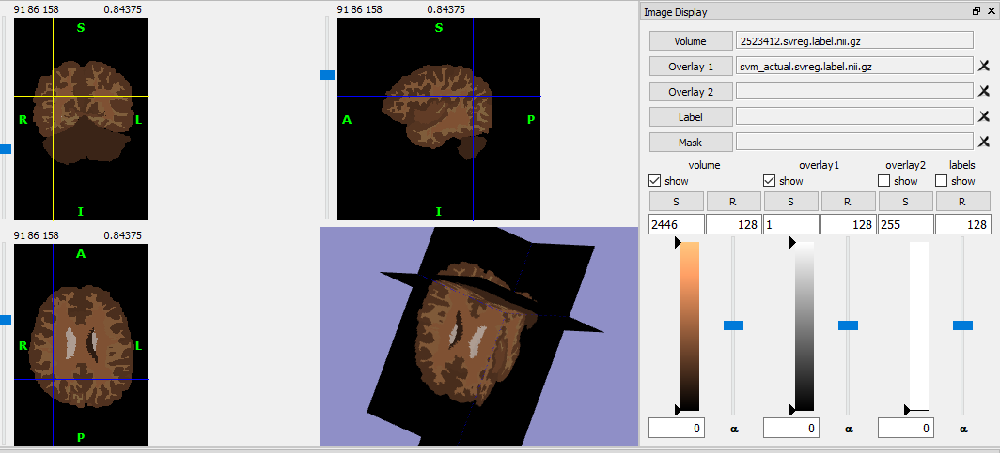 91 86 158 0.84375
S
R L
I
91 86 158 0.84375
S
A P
I
91 86 158 0.84375
A
R L
P
Image Display
Volume 2523412.svreg.label.nii.gz
Overlay 1 svm_actual.svreg.label.nii.gz
Overlay 2
Label
Mask
volume overlay1 overlay2 labels
show show show show
S R S R S R
2446 128 1 128 255 128
0 α 0 α 0 α